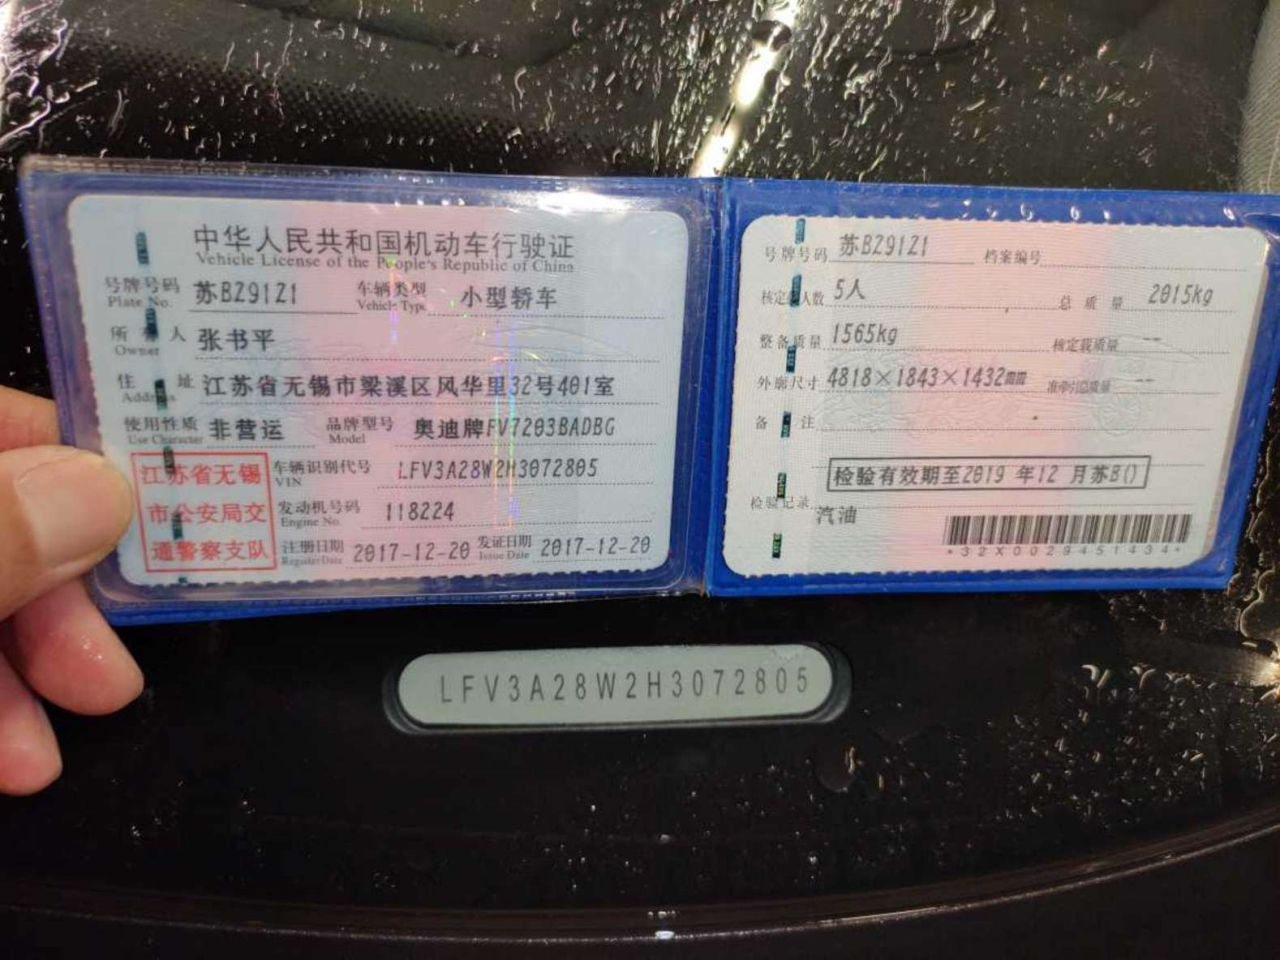 中华人民共和国机动车行驶证
Vehicle License of the People's Republic of China
号牌号码 苏BZ91Z1 车辆类型 小型轿车
Plate No. Vehicle Type
所有人 张书平
Owner
住址 江苏省无锡市梁溪区风华里32号401室
Address
使用性质 非营运 品牌型号 奥迪牌FV7203BADBG
Use Character Model
江苏省无锡
市公安局交
通警察支队
车辆识别代号 LFV3A28W2H3072805
VIN
发动机号码 118224
Engine No.
注册日期 2017-12-20 发证日期 2017-12-20
Register Date Issue Date
号牌号码 苏BZ91Z1 档案编号
核定载人数 5人 总质量 2015kg
整备质量 1565kg 核定载质量 --
外廓尺寸 4818×1843×1432mm 准牵引总质量 --
备注
检验有效期至2019 年12 月苏B()
检验记录
汽油
*32X0029451434*
LFV3A28W2H3072805